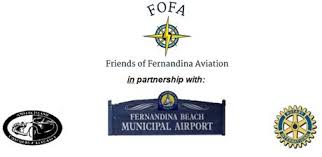 FOFA
Friends of Fernandina Aviation
in partnership with:
FERNANDINA BEACH
MUNICIPAL AIRPORT